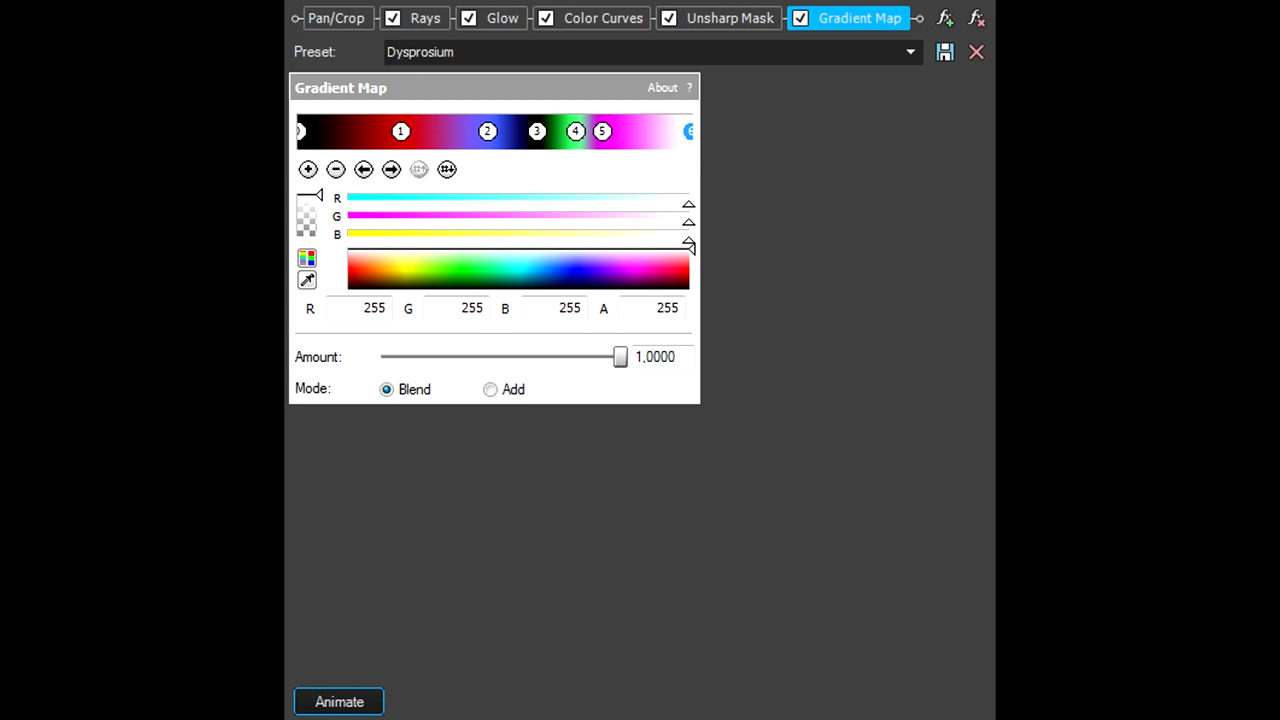 Pan/Crop Rays Glow Color Curves Unsharp Mask Gradient Map
Preset: Dysprosium
Gradient Map About ?
1 2 3 4 5
R
G
B
R 255 G 255 B 255 A 255
Amount: 1,0000
Mode: Blend Add
Animate